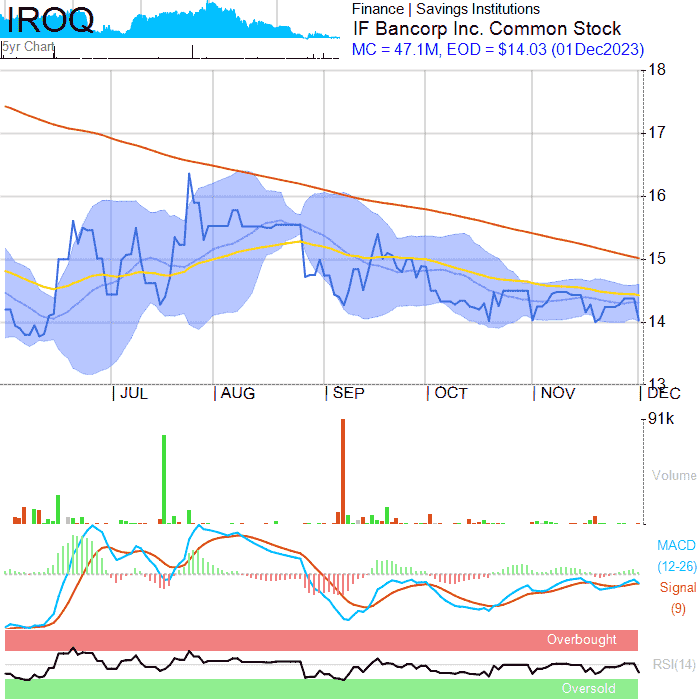 IROQ
5yr Chart
Finance | Savings Institutions
IF Bancorp Inc. Common Stock
MC = 47.1M, EOD = $14.03 (01Dec2023)
18
17
16
15
14
13
JUL AUG SEP OCT NOV DEC
91k
Volume
MACD
(12-26)
Signal
(9)
Overbought
RSI(14)
Oversold